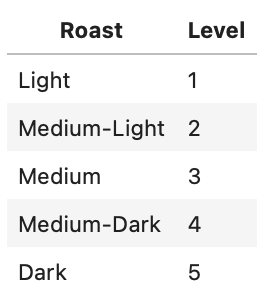 Roast Level
Light 1
Medium-Light 2
Medium 3
Medium-Dark 4
Dark 5